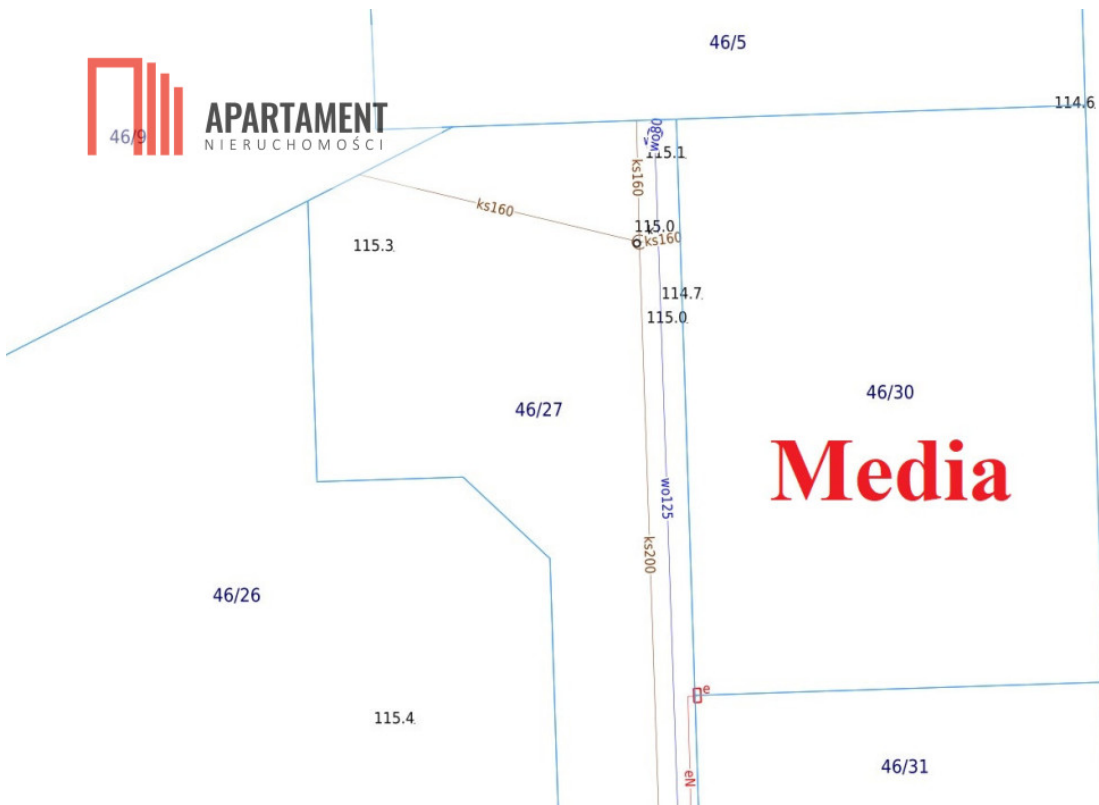 46/5
114.6
APARTAMENT
NIERUCHOMOŚCI
46/9
wo80
115.1
ks160
ks160
115.0
ks160
115.3
114.7
115.0
46/30
46/27
Media
wo125
ks200
46/26
e
115.4
46/31
eN